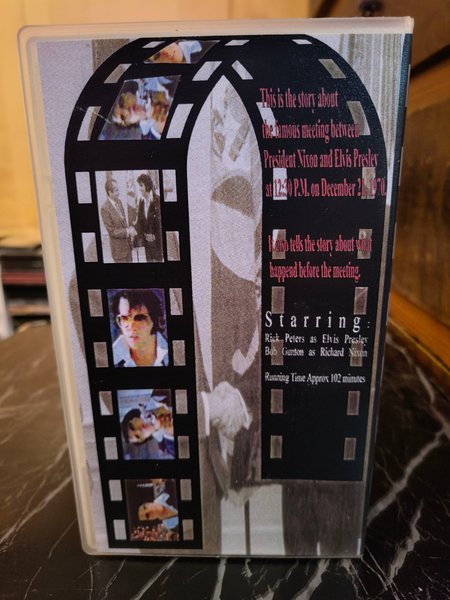 This is the story about
the famous meeting between
President Nixon and Elvis Presley
at 12:30 P.M. on December 21, 1970.
It also tells the story about what
happend before the meeting.
Starring:
Rick Peters as Elvis Presley
Bob Gunton as Richard Nixon
Running Time Approx 102 minutes